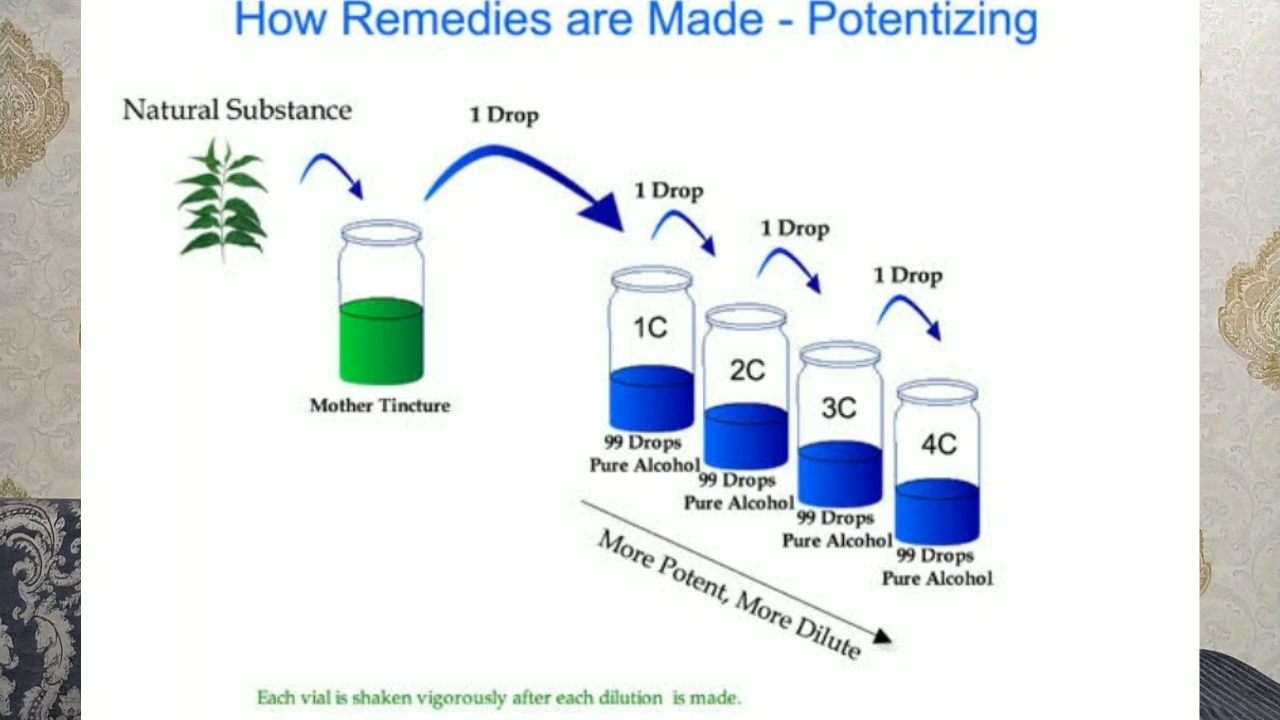 How Remedies are Made - Potentizing
Natural Substance
1 Drop
1 Drop
1 Drop
1 Drop
1C
2C
3C
4C
Mother Tincture
99 Drops
Pure Alcohol
99 Drops
Pure Alcohol
99 Drops
Pure Alcohol
99 Drops
Pure Alcohol
More Potent, More Dilute
Each vial is shaken vigorously after each dilution is made.